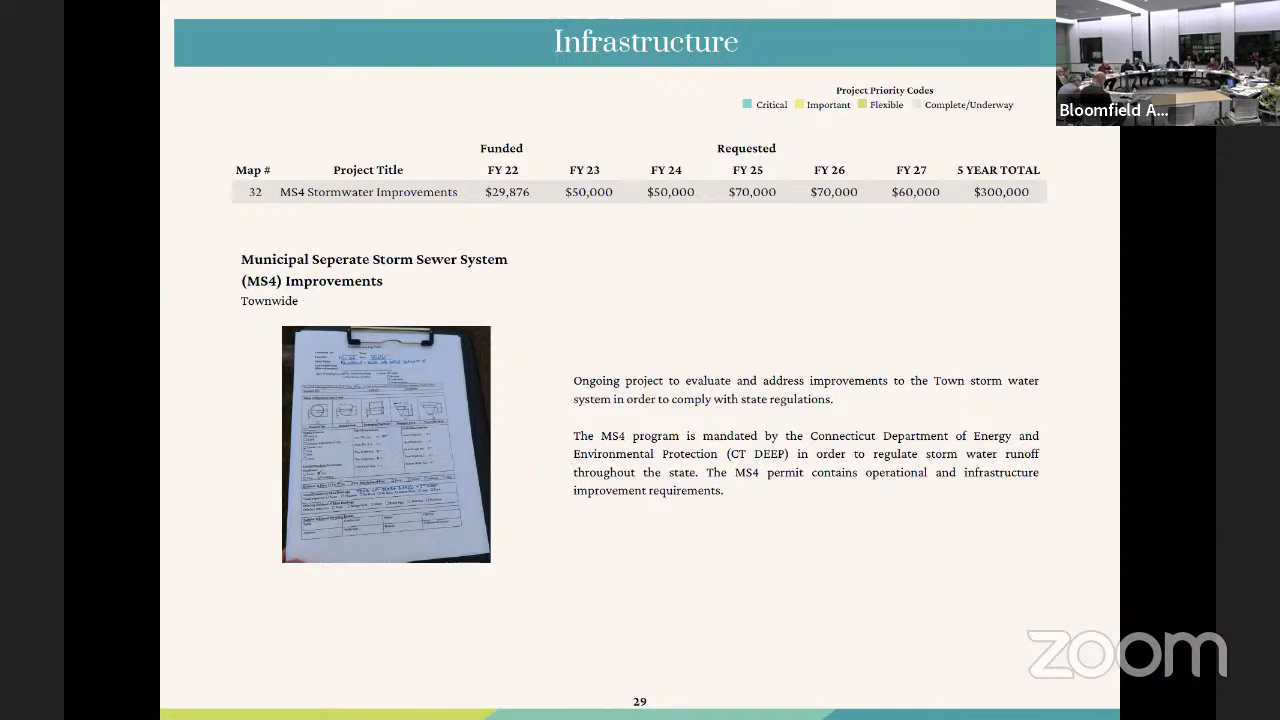 Infrastructure
Project Priority Codes
Critical Important Flexible Complete/Underway
Bloomfield A...
Funded Requested
Map # Project Title FY 22 FY 23 FY 24 FY 25 FY 26 FY 27 5 YEAR TOTAL
32 MS4 Stormwater Improvements $29,876 $50,000 $50,000 $70,000 $70,000 $60,000 $300,000
Municipal Seperate Storm Sewer System
(MS4) Improvements
Townwide
Ongoing project to evaluate and address improvements to the Town storm water
system in order to comply with state regulations.
The MS4 program is mandated by the Connecticut Department of Energy and
Environmental Protection (CT DEEP) in order to regulate storm water runoff
throughout the state. The MS4 permit contains operational and infrastructure
improvement requirements.
zoom
29